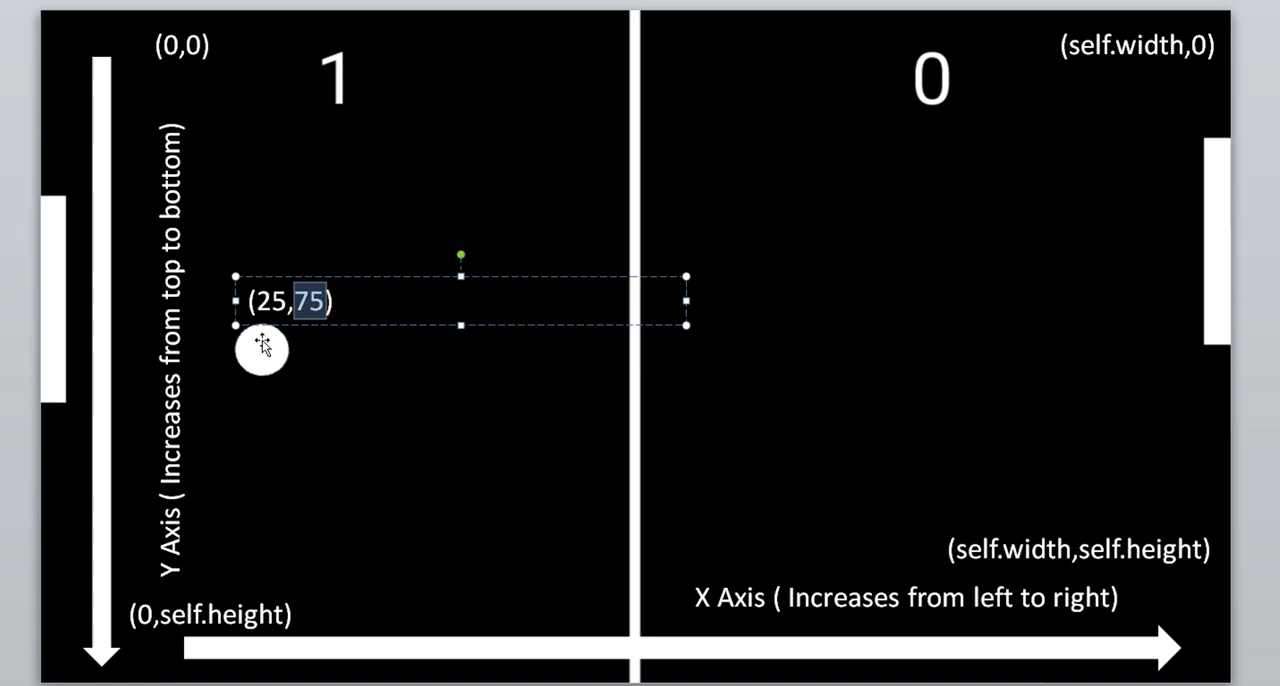 (0,0)
1
0
(self.width,0)
Y Axis ( Increases from top to bottom)
(25,75)
(self.width,self.height)
X Axis ( Increases from left to right)
(0,self.height)